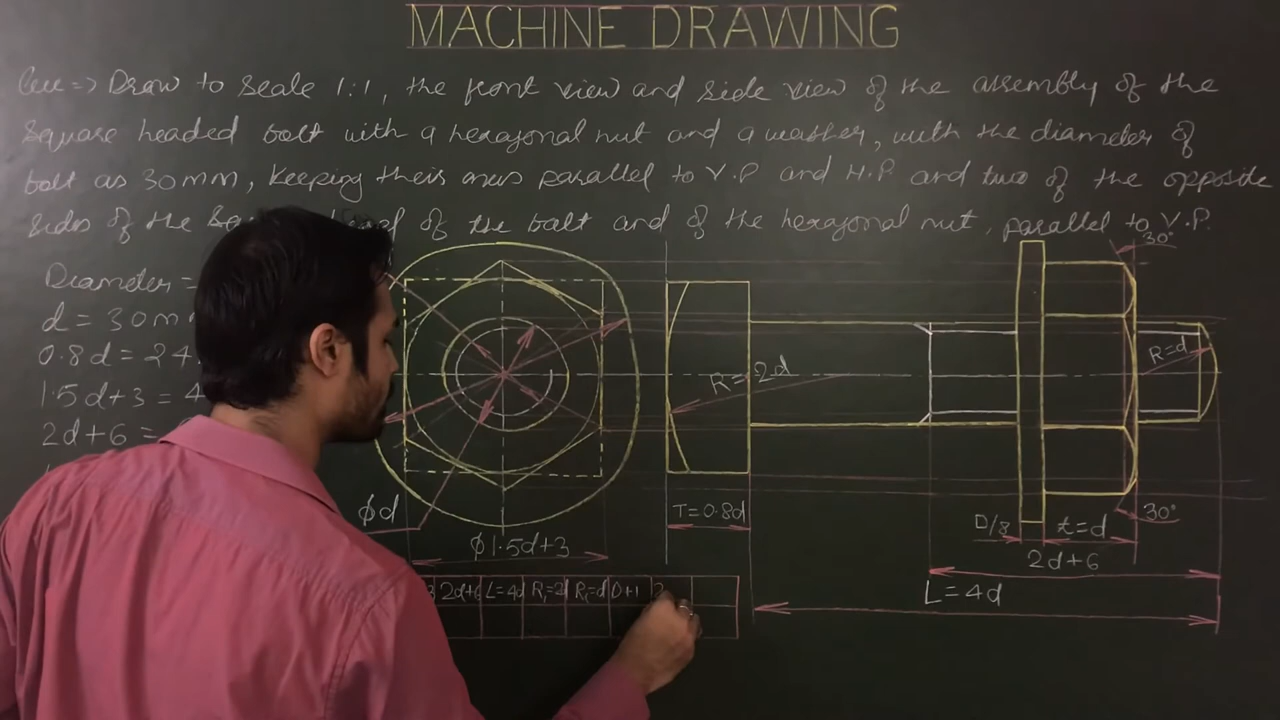 MACHINE DRAWING
Draw to Scale 1:1, the front view and side view of the assembly of the
square headed bolt with a hexagonal nut and a washer, with the diameter of
bolt as 30mm, keeping their axes parallel to V.P and H.P and two of the opposite
sides of the of the bolt and of the hexagonal nut, parallel to V.P.
30°
Diameter =
d = 30m
0.8d = 24
1.5d+3 = 4
2d+6 =
R=2d
R=d
ϕd
ϕ1.5d+3
T=0.8d
D/8
t=d
30°
2d+6
L=4d
3 2d+6 L=4d R1=2d R=d D+1